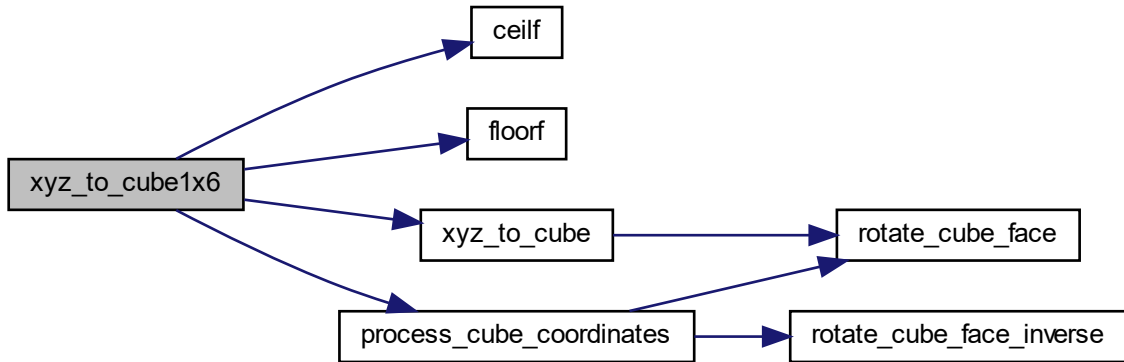 ceilf
floorf
xyz_to_cube1x6
xyz_to_cube
rotate_cube_face
process_cube_coordinates
rotate_cube_face_inverse